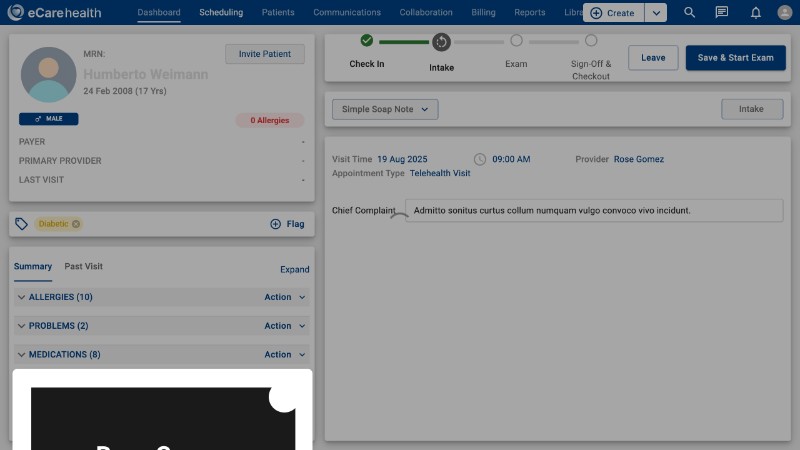 eCarehealth
Dashboard Scheduling Patients Communications Collaboration Billing Reports Libra
Create
MRN:
Invite Patient
Humberto Weimann
24 Feb 2008 (17 Yrs)
MALE
0 Allergies
PAYER -
PRIMARY PROVIDER -
LAST VISIT -
Diabetic
Flag
Summary Past Visit Expand
ALLERGIES (10) Action
PROBLEMS (2) Action
MEDICATIONS (8) Action
Check In
Intake
Exam
Sign-Off &
Checkout
Leave
Save & Start Exam
Simple Soap Note
Intake
Visit Time 19 Aug 2025 09:00 AM Provider Rose Gomez
Appointment Type Telehealth Visit
Chief Complaint Admitto sonitus curtus collum numquam vulgo convoco vivo incidunt.